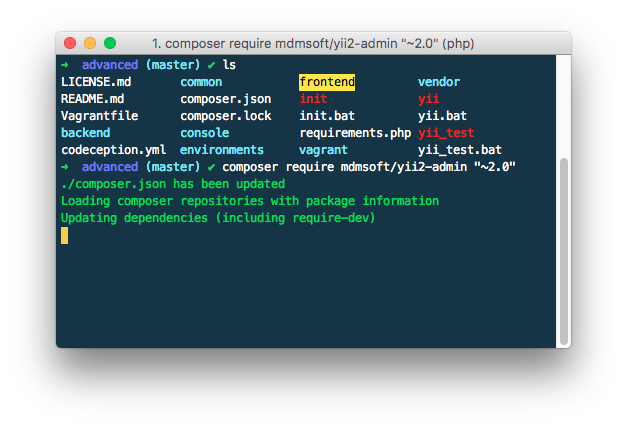 1. composer require mdmsoft/yii2-admin "~2.0" (php)
➜ advanced (master) ✔ ls
LICENSE.md common frontend vendor
README.md composer.json init yii
Vagrantfile composer.lock init.bat yii.bat
backend console requirements.php yii_test
codeception.yml environments vagrant yii_test.bat
➜ advanced (master) ✔ composer require mdmsoft/yii2-admin "~2.0"
./composer.json has been updated
Loading composer repositories with package information
Updating dependencies (including require-dev)